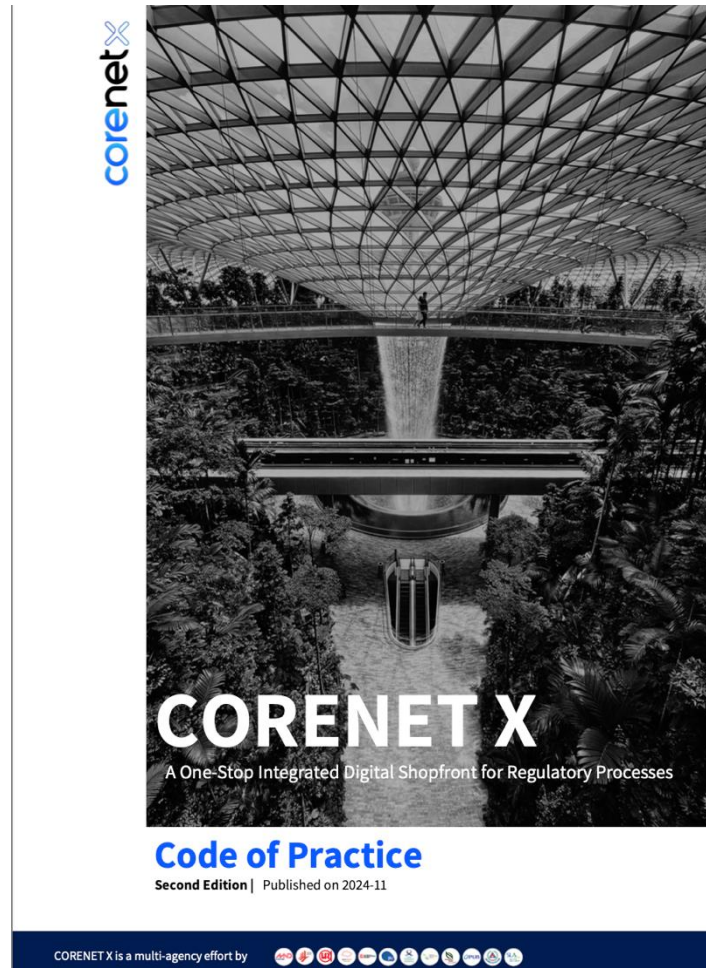 corenet
CORENET X
A One-Stop Integrated Digital Shopfront for Regulatory Processes
Code of Practice
Second Edition | Published on 2024-11
CORENET X is a multi-agency effort by